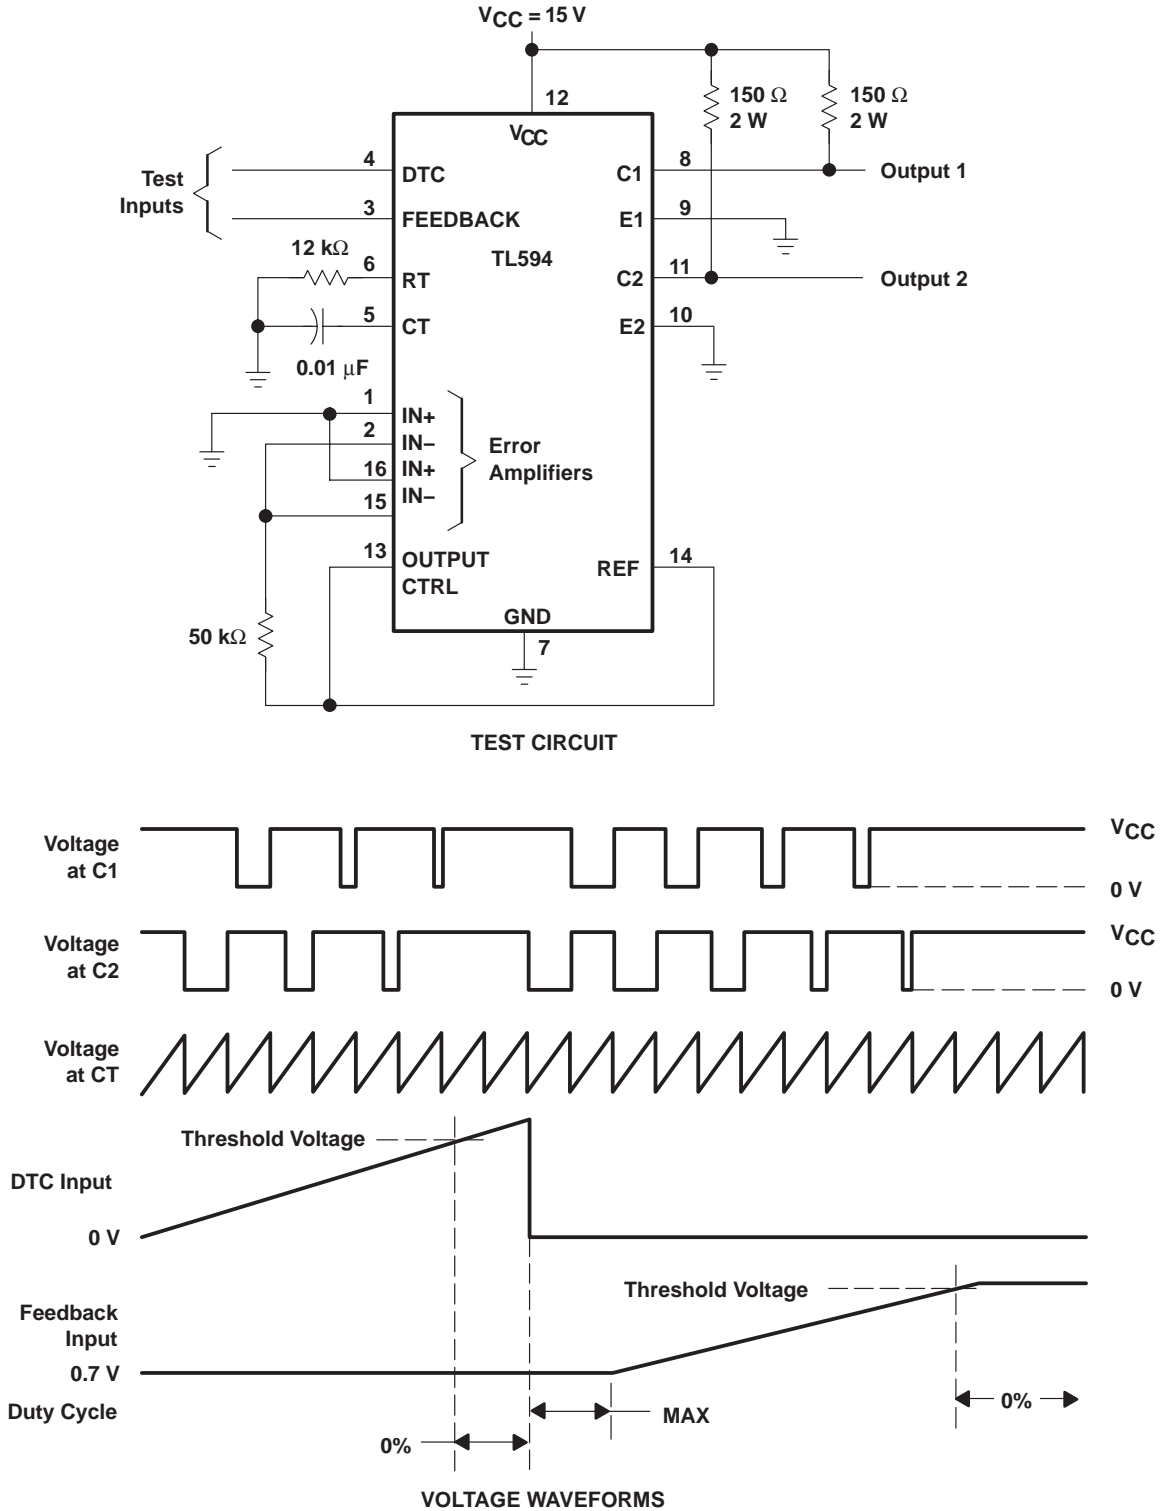 VCC = 15 V
12
150 Ω
2 W
150 Ω
2 W
VCC
Test
Inputs
4
DTC
C1
8
Output 1
3
FEEDBACK
E1
9
12 kΩ
TL594
6
RT
C2
11
Output 2
5
CT
E2
10
0.01 μF
1
IN+
2
IN–
16
IN+
15
IN–
Error
Amplifiers
13
OUTPUT
CTRL
REF
14
GND
7
50 kΩ
TEST CIRCUIT
Voltage
at C1
VCC
0 V
Voltage
at C2
VCC
0 V
Voltage
at CT
Threshold Voltage
DTC Input
0 V
Threshold Voltage
Feedback
Input
0.7 V
Duty Cycle
MAX
0%
0%
VOLTAGE WAVEFORMS